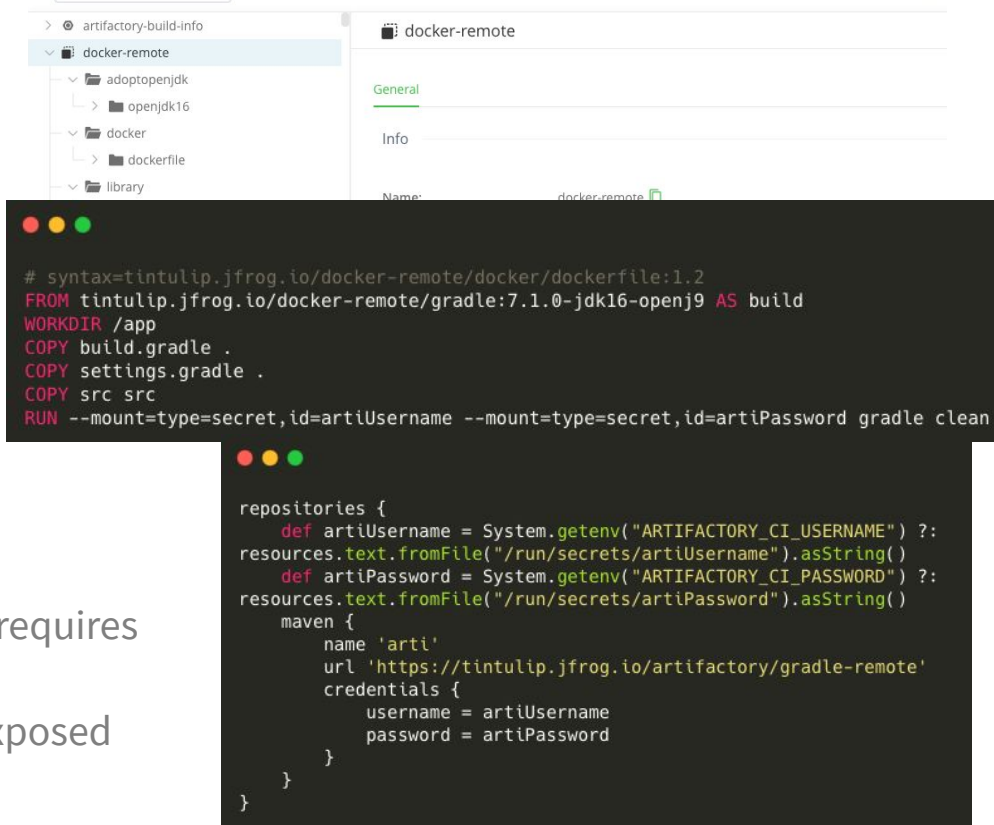 artifactory-build-info
docker-remote
adoptopenjdk
openjdk16
docker
dockerfile
library
docker-remote
General
Info
Name: docker-remote
# syntax=tintulip.jfrog.io/docker-remote/docker/dockerfile:1.2
FROM tintulip.jfrog.io/docker-remote/gradle:7.1.0-jdk16-openj9 AS build
WORKDIR /app
COPY build.gradle .
COPY settings.gradle .
COPY src src
RUN --mount=type=secret,id=artiUsername --mount=type=secret,id=artiPassword gradle clean
repositories {
    def artiUsername = System.getenv("ARTIFACTORY_CI_USERNAME") ?:
resources.text.fromFile("/run/secrets/artiUsername").asString()
    def artiPassword = System.getenv("ARTIFACTORY_CI_PASSWORD") ?:
resources.text.fromFile("/run/secrets/artiPassword").asString()
    maven {
        name 'arti'
        url 'https://tintulip.jfrog.io/artifactory/gradle-remote'
        credentials {
            username = artiUsername
            password = artiPassword
        }
    }
}
requires
xposed